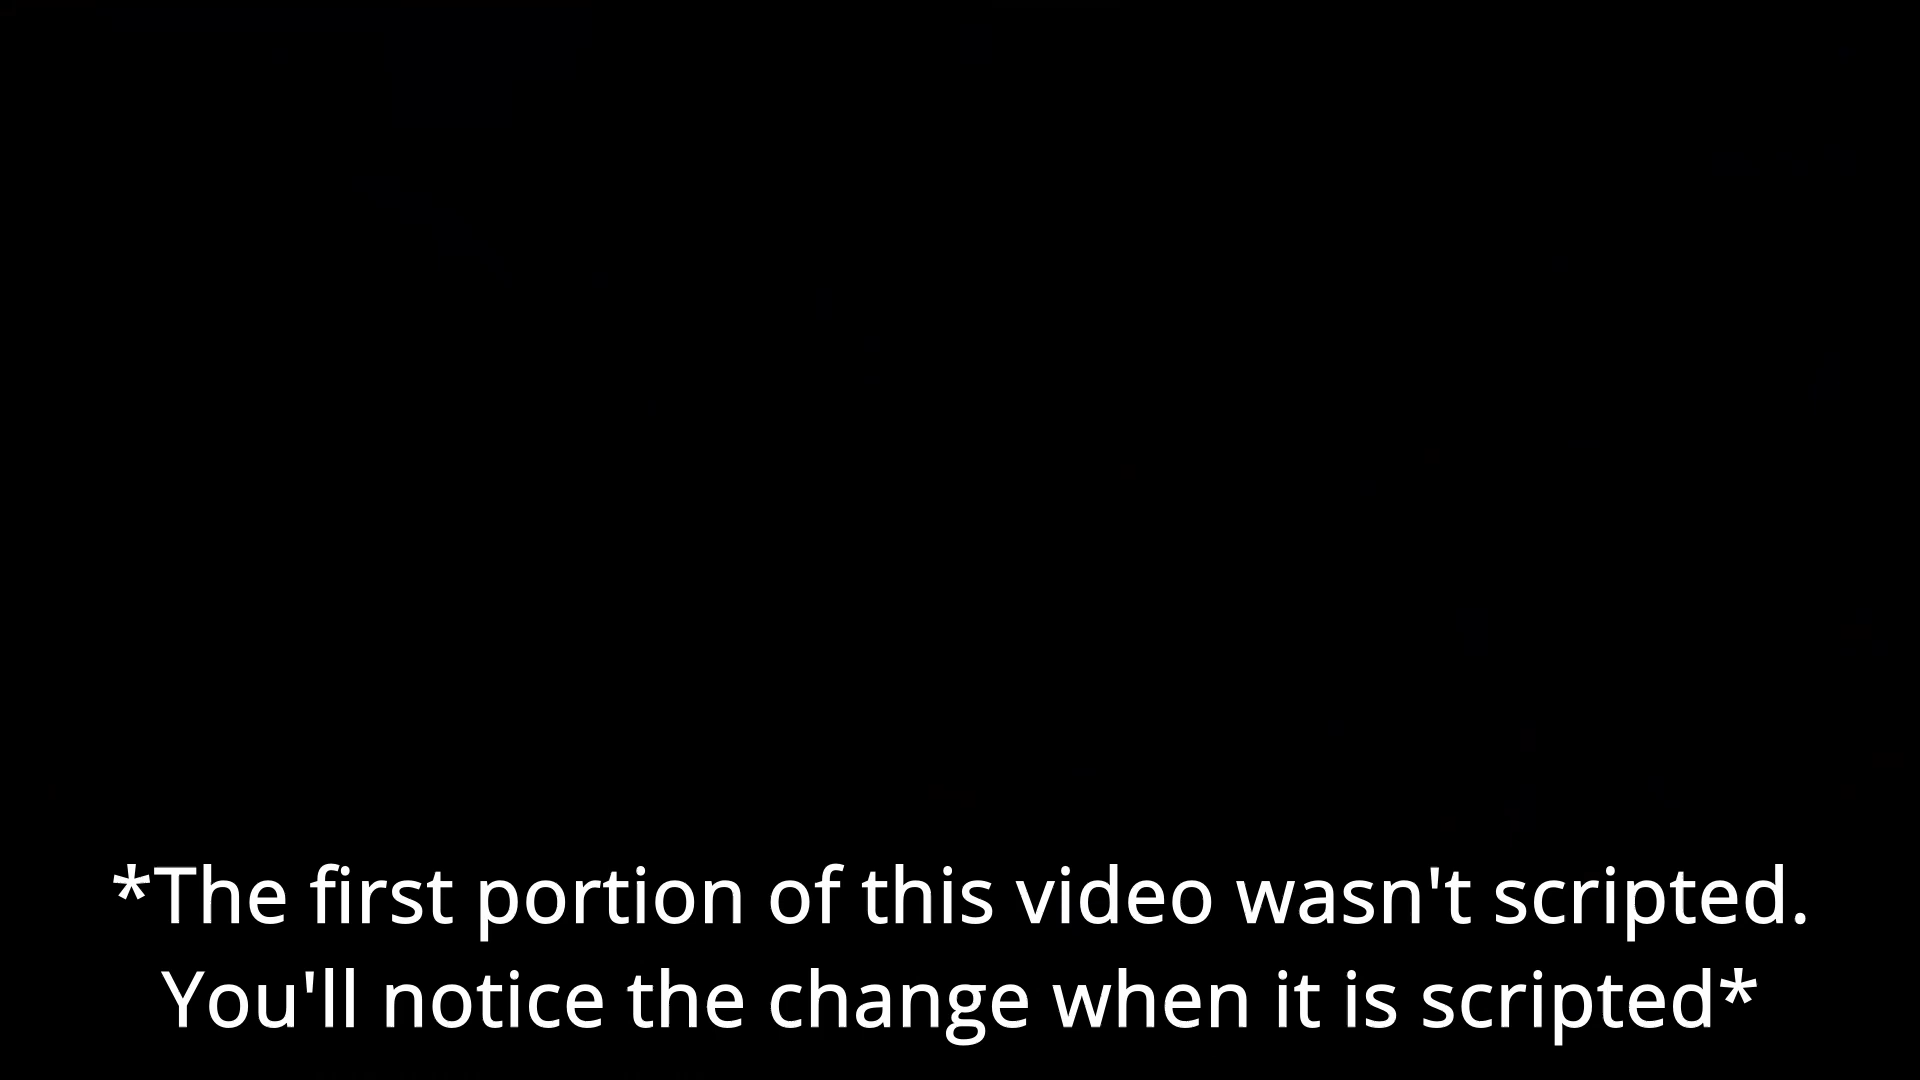 *The first portion of this video wasn't scripted.
You'll notice the change when it is scripted*